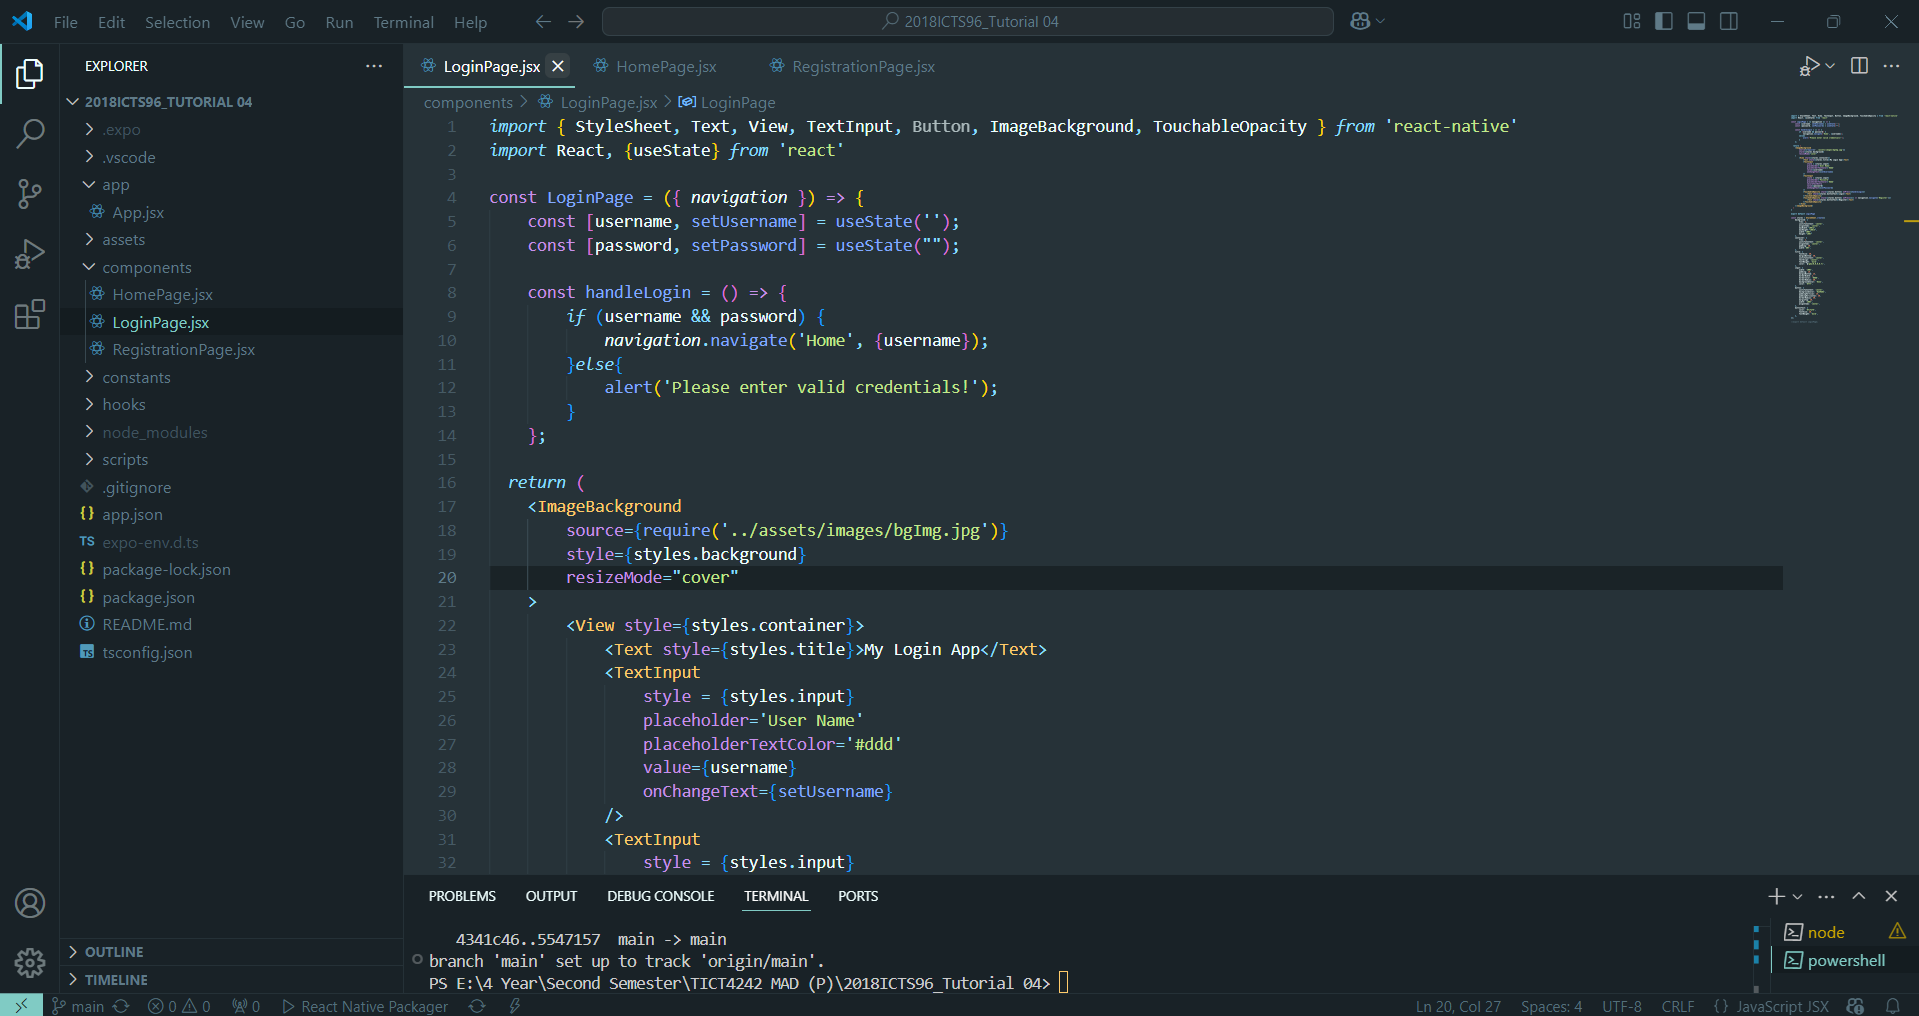 File Edit Selection View Go Run Terminal Help
2018ICTS96_Tutorial 04
EXPLORER
2018ICTS96_TUTORIAL 04
.expo
.vscode
app
App.jsx
assets
components
HomePage.jsx
LoginPage.jsx
RegistrationPage.jsx
constants
hooks
node_modules
scripts
.gitignore
app.json
expo-env.d.ts
package-lock.json
package.json
README.md
tsconfig.json
OUTLINE
TIMELINE
LoginPage.jsx HomePage.jsx RegistrationPage.jsx
components > LoginPage.jsx > LoginPage
1 import { StyleSheet, Text, View, TextInput, Button, ImageBackground, TouchableOpacity } from 'react-native'
2 import React, {useState} from 'react'
3
4 const LoginPage = ({ navigation }) => {
5     const [username, setUsername] = useState('');
6     const [password, setPassword] = useState("");
7
8     const handleLogin = () => {
9         if (username && password) {
10             navigation.navigate('Home', {username});
11         }else{
12             alert('Please enter valid credentials!');
13         }
14     };
15
16   return (
17     <ImageBackground
18         source={require('../assets/images/bgImg.jpg')}
19         style={styles.background}
20         resizeMode="cover"
21     >
22         <View style={styles.container}>
23             <Text style={styles.title}>My Login App</Text>
24             <TextInput
25                 style = {styles.input}
26                 placeholder='User Name'
27                 placeholderTextColor='#ddd'
28                 value={username}
29                 onChangeText={setUsername}
30             />
31             <TextInput
32                 style = {styles.input}
PROBLEMS OUTPUT DEBUG CONSOLE TERMINAL PORTS
4341c46..5547157  main -> main
branch 'main' set up to track 'origin/main'.
PS E:\4 Year\Second Semester\TICT4242 MAD (P)\2018ICTS96_Tutorial 04>
node
powershell
main 0 0 0 React Native Packager Ln 20, Col 27 Spaces: 4 UTF-8 CRLF {} JavaScript JSX